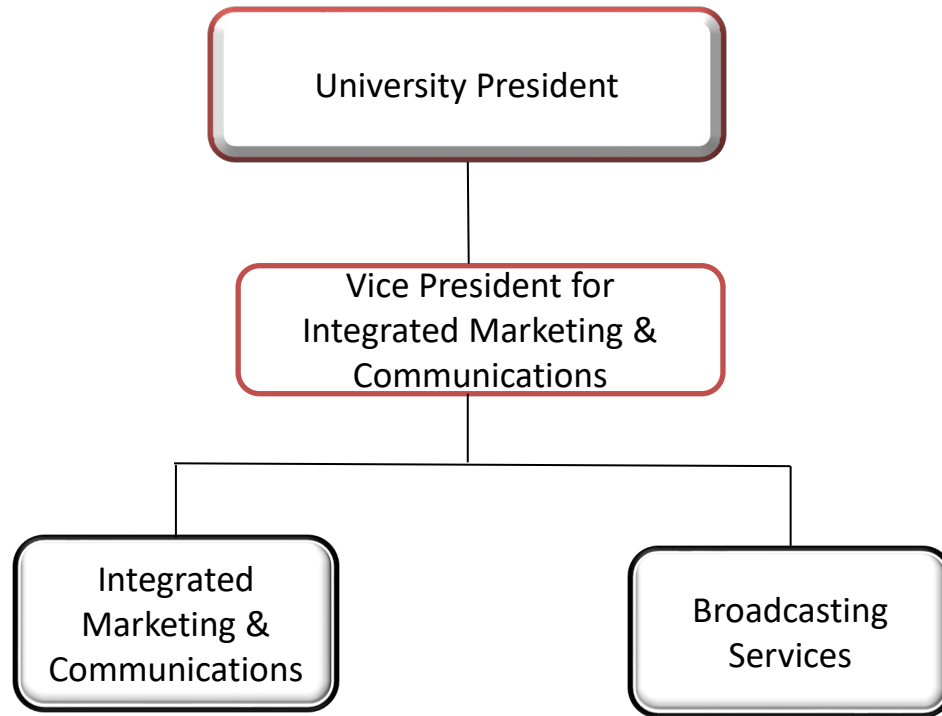 University President
Vice President for
Integrated Marketing &
Communications
Integrated
Marketing &
Communications
Broadcasting
Services